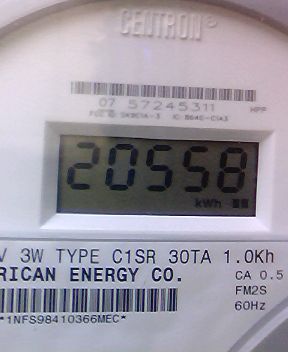 CENTRON®
07 57245311 HPF
20558
kWh
V 3W TYPE C1SR 30TA 1.0Kh
RICAN ENERGY CO. CA 0.5
FM2S
*1NFS98410366MEC* 60Hz